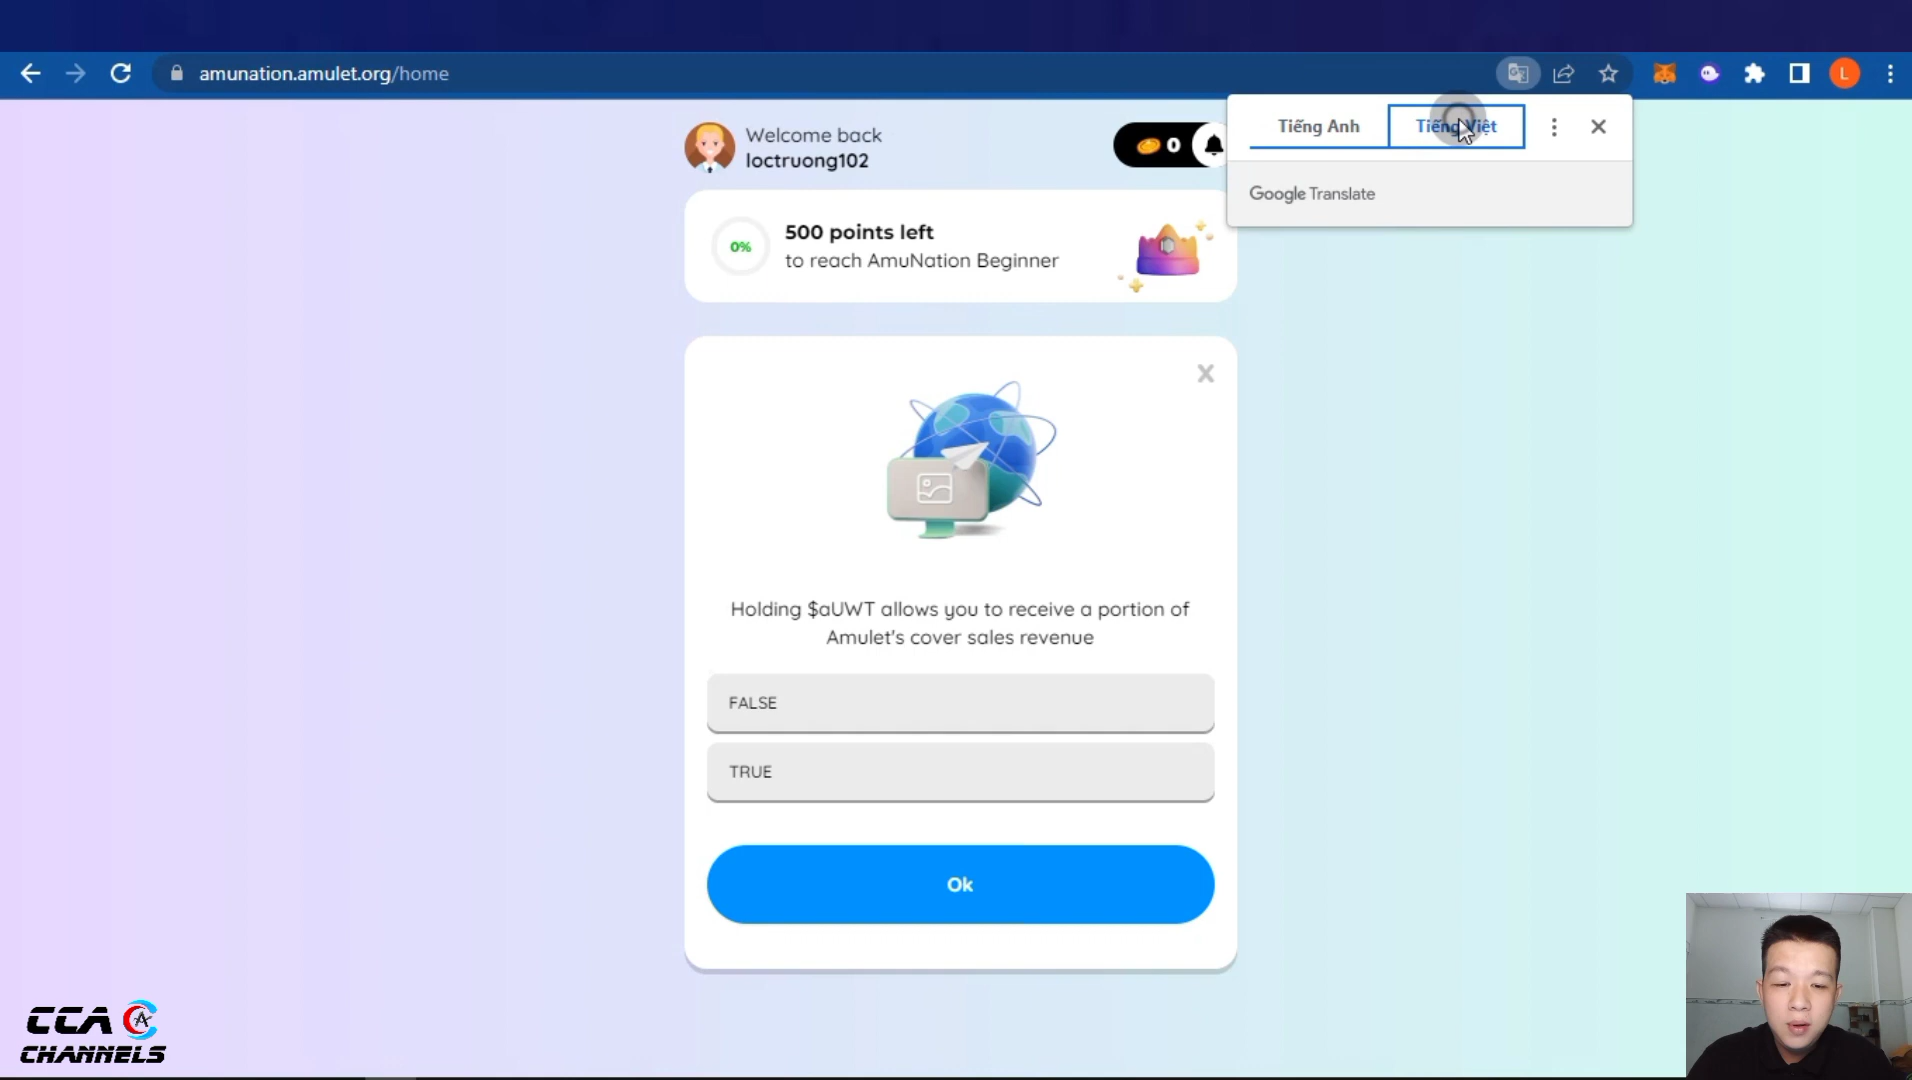 amunation.amulet.org/home
L
Tiếng Anh
Tiếng Việt
Google Translate
Welcome back
loctruong102
0
0%
500 points left
to reach AmuNation Beginner
X
Holding $aUWT allows you to receive a portion of
Amulet's cover sales revenue
FALSE
TRUE
Ok
CCA
CHANNELS